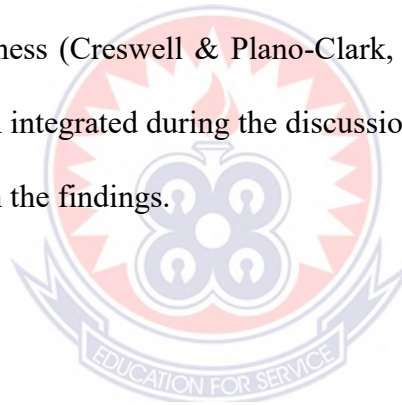 ness (Creswell & Plano-Clark,
integrated during the discussio
the findings.
EDUCATION FOR SERVICE